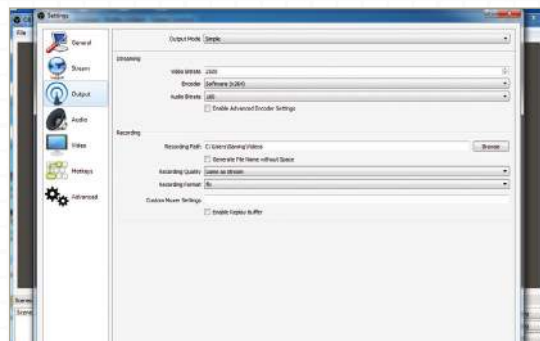 Settings
File
General
Output Mode Simple
Stream
Streaming
Video Bitrate 2500
Encoder Software (x264)
Output
Audio Bitrate 160
Enable Advanced Encoder Settings
Audio
Recording
Video
Recording Path C:\Users\Gaming\Videos
Browse
Generate File Name without Space
Hotkeys
Recording Quality Same as stream
Recording Format flv
Advanced
Custom Muxer Settings
Enable Replay Buffer
Scenes